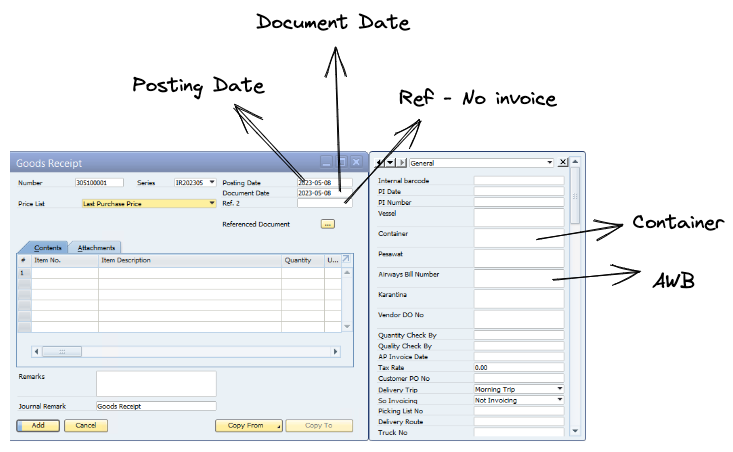 Document Date
Posting Date
Ref - No invoice
Goods Receipt
Number 305100001 Series IR202305 Posting Date 2023-05-08
Document Date 2023-05-08
Price List Last Purchase Price Ref. 2
Referenced Document ...
Contents Attachments
# Item No. Item Description Quantity U...
1
Remarks
Journal Remark Goods Receipt
Add Cancel Copy From Copy To
General
Internal barcode
PI Date
PI Number
Vessel
Container
Pesawat
Airways Bill Number
Karantina
Vendor DO No
Quantity Check By
Quality Check By
AP Invoice Date
Tax Rate 0.00
Customer PO No
Delivery Trip Morning Trip
So Invoicing Not Invoicing
Picking List No
Delivery Route
Truck No
Container
AWB